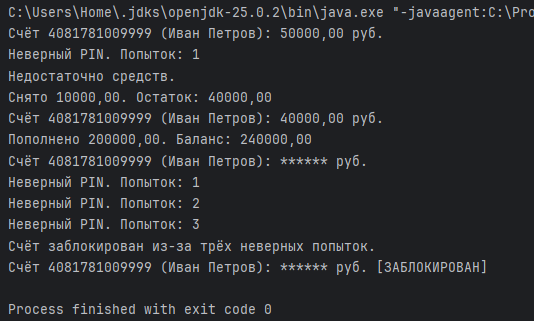 C:\Users\Home\.jdks\openjdk-25.0.2\bin\java.exe "-javaagent:C:\Pro
Счёт 4081781009999 (Иван Петров): 50000,00 руб.
Неверный PIN. Попыток: 1
Недостаточно средств.
Снято 10000,00. Остаток: 40000,00
Счёт 4081781009999 (Иван Петров): 40000,00 руб.
Пополнено 200000,00. Баланс: 240000,00
Счёт 4081781009999 (Иван Петров): ****** руб.
Неверный PIN. Попыток: 1
Неверный PIN. Попыток: 2
Неверный PIN. Попыток: 3
Счёт заблокирован из-за трёх неверных попыток.
Счёт 4081781009999 (Иван Петров): ****** руб. [ЗАБЛОКИРОВАН]
Process finished with exit code 0